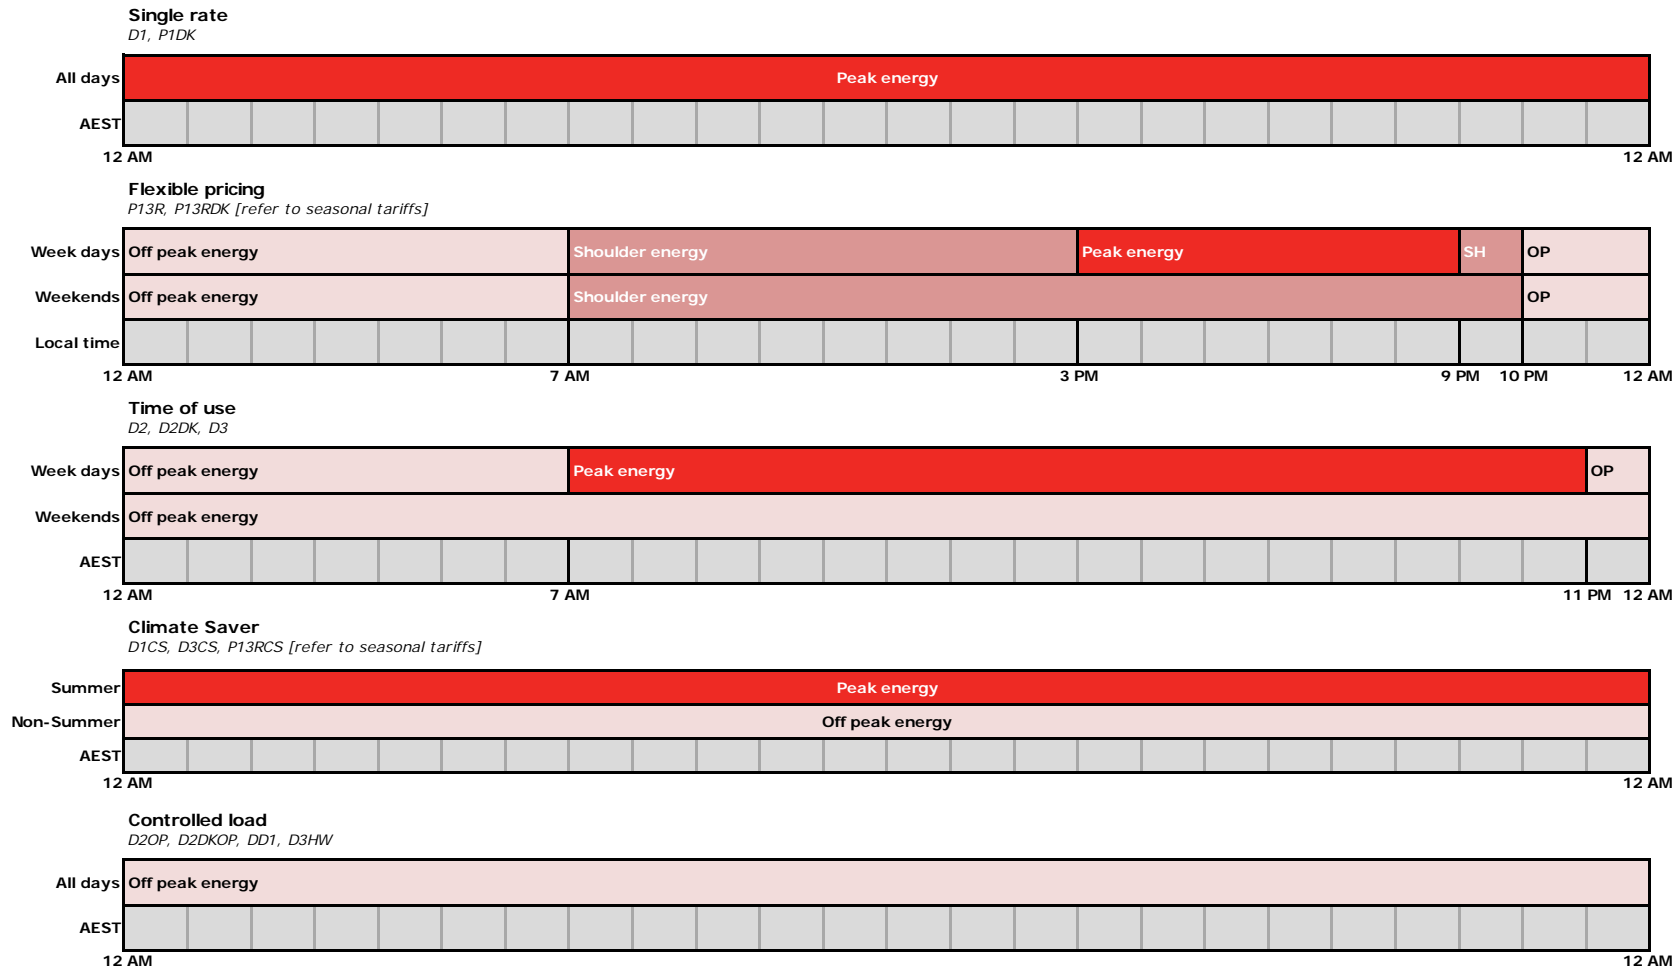 Single rate
D1, P1DK
All days Peak energy
AEST
12 AM 12 AM
Flexible pricing
P13R, P13RDK [refer to seasonal tariffs]
Week days Off peak energy Shoulder energy Peak energy SH OP
Weekends Off peak energy Shoulder energy OP
Local time
12 AM 7 AM 3 PM 9 PM 10 PM 12 AM
Time of use
D2, D2DK, D3
Week days Off peak energy Peak energy OP
Weekends Off peak energy
AEST
12 AM 7 AM 11 PM 12 AM
Climate Saver
D1CS, D3CS, P13RCS [refer to seasonal tariffs]
Summer Peak energy
Non-Summer Off peak energy
AEST
12 AM 12 AM
Controlled load
D2OP, D2DKOP, DD1, D3HW
All days Off peak energy
AEST
12 AM 12 AM